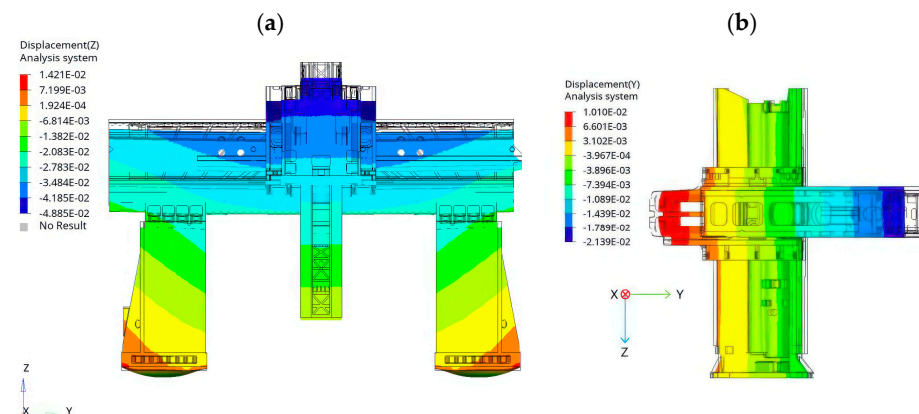 (a)
(b)
Displacement(Z)
Analysis system
1.421E-02
7.199E-03
1.924E-04
-6.814E-03
-1.382E-02
-2.083E-02
-2.783E-02
-3.484E-02
-4.185E-02
-4.885E-02
No Result
Z
X
Y
Displacement(Y)
Analysis system
1.010E-02
6.601E-03
3.102E-03
-3.967E-04
-3.896E-03
-7.394E-03
-1.089E-02
-1.439E-02
-1.789E-02
-2.139E-02
X
Y
Z